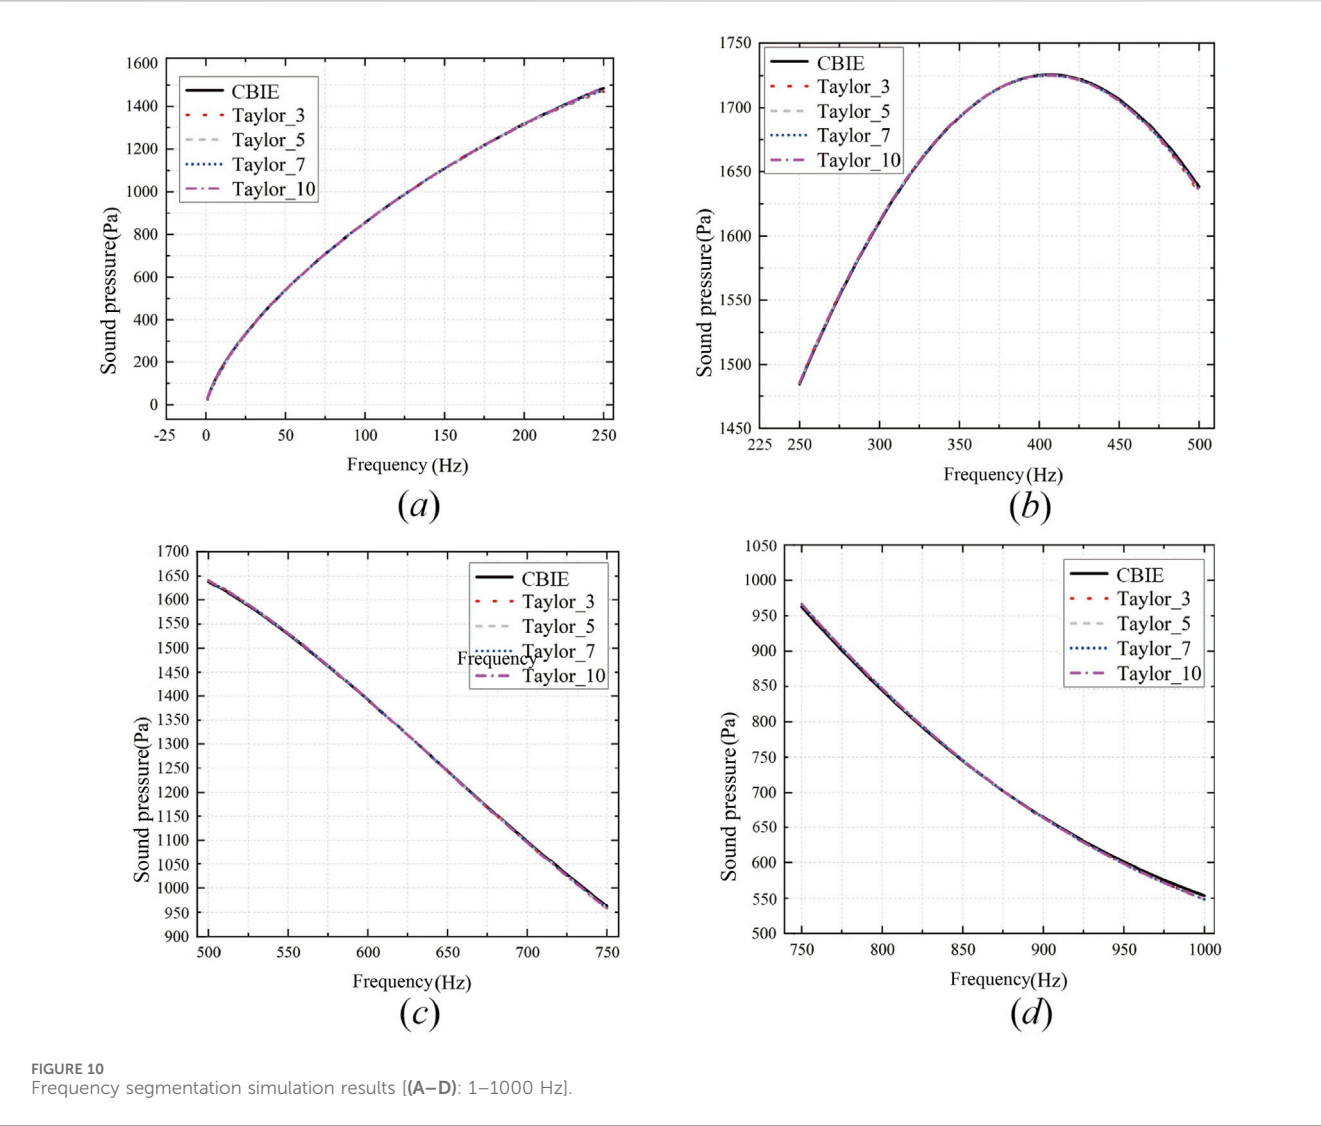 1600
1400
1200
1000
800
600
400
200
0
Sound pressure(Pa)
CBIE
Taylor_3
Taylor_5
Taylor_7
Taylor_10
-25 0 50 100 150 200 250
Frequency (Hz)
(a)
1750
1700
1650
1600
1550
1500
1450
Sound pressure(Pa)
CBIE
Taylor_3
Taylor_5
Taylor_7
Taylor_10
225 250 300 350 400 450 500
Frequency(Hz)
(b)
1700
1650
1600
1550
1500
1450
1400
1350
1300
1250
1200
1150
1100
1050
1000
950
900
Sound pressure(Pa)
CBIE
Taylor_3
Taylor_5
Taylor_7
Frequency
Taylor_10
500 550 600 650 700 750
Frequency(Hz)
(c)
1050
1000
950
900
850
800
750
700
650
600
550
500
Sound pressure(Pa)
CBIE
Taylor_3
Taylor_5
Taylor_7
Taylor_10
750 800 850 900 950 1000
Frequency(Hz)
(d)
FIGURE 10
Frequency segmentation simulation results [(A–D): 1–1000 Hz].